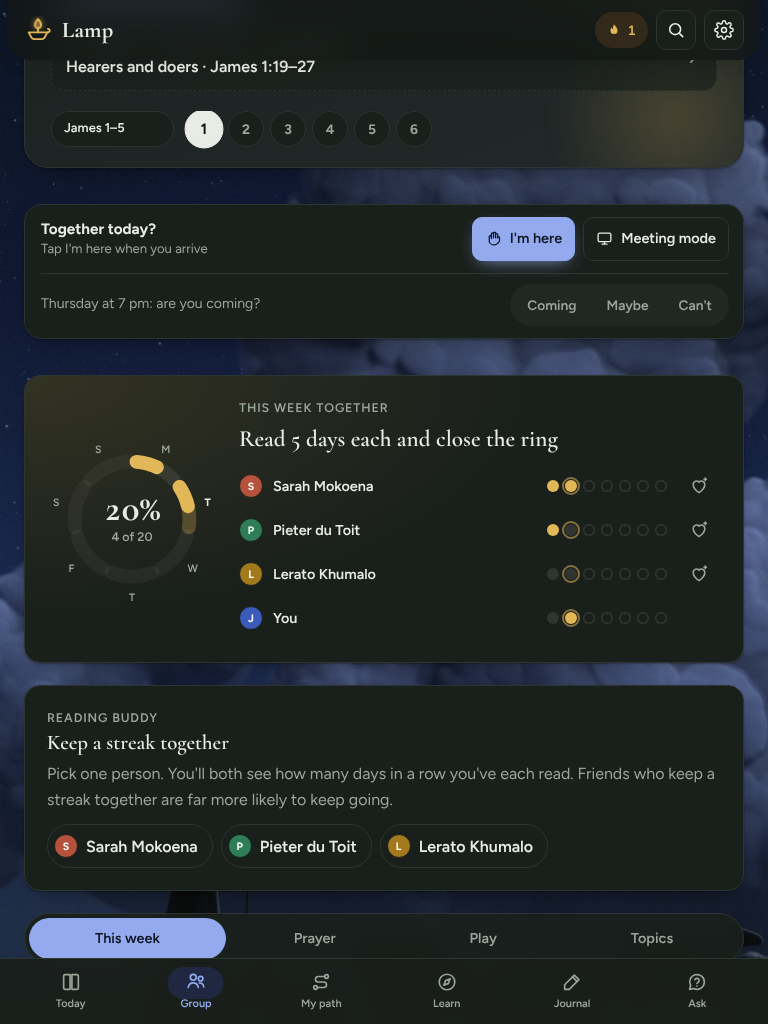 Lamp
1
Hearers and doers · James 1:19–27
James 1–5
1 2 3 4 5 6
Together today?
Tap I'm here when you arrive
I'm here
Meeting mode
Thursday at 7 pm: are you coming?
Coming
Maybe
Can't
THIS WEEK TOGETHER
Read 5 days each and close the ring
S
M
T
W
T
F
S
20%
4 of 20
S Sarah Mokoena
P Pieter du Toit
L Lerato Khumalo
J You
READING BUDDY
Keep a streak together
Pick one person. You'll both see how many days in a row you've each read. Friends who keep a
streak together are far more likely to keep going.
S Sarah Mokoena
P Pieter du Toit
L Lerato Khumalo
This week
Prayer
Play
Topics
Today
Group
My path
Learn
Journal
Ask